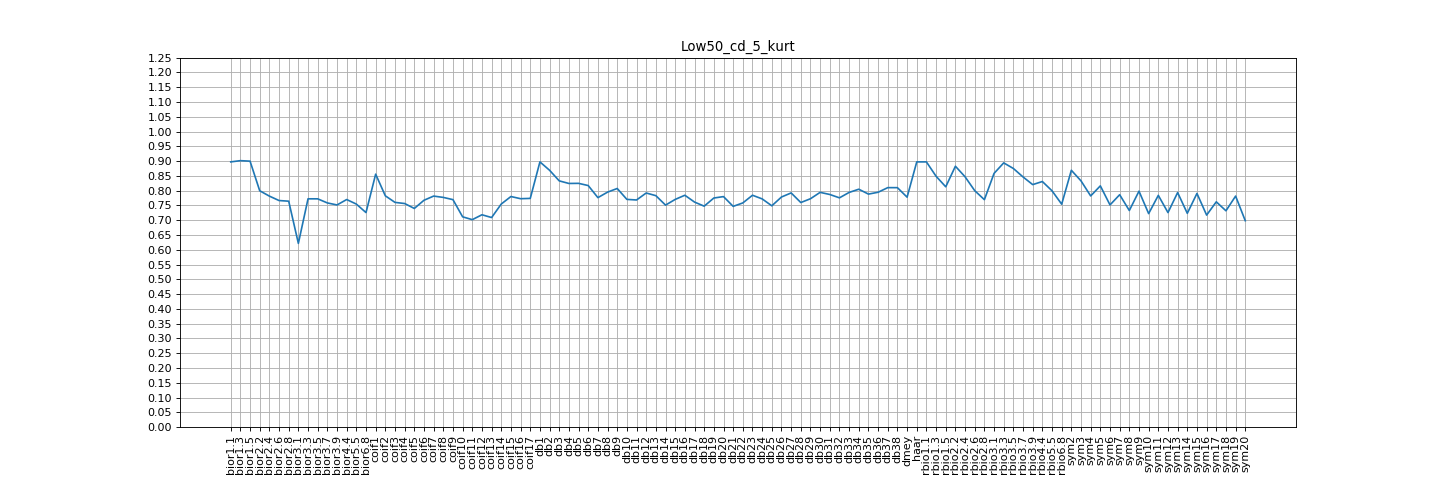 Low50_cd_5_kurt
1.25
1.20
1.15
1.10
1.05
1.00
0.95
0.90
0.85
0.80
0.75
0.70
0.65
0.60
0.55
0.50
0.45
0.40
0.35
0.30
0.25
0.20
0.15
0.10
0.05
0.00
bior1.1
bior1.3
bior1.5
bior2.2
bior2.4
bior2.6
bior2.8
bior3.1
bior3.3
bior3.5
bior3.7
bior3.9
bior4.4
bior5.5
bior6.8
coif1
coif2
coif3
coif4
coif5
coif6
coif7
coif8
coif9
coif10
coif11
coif12
coif13
coif14
coif15
coif16
coif17
db1
db2
db3
db4
db5
db6
db7
db8
db9
db10
db11
db12
db13
db14
db15
db16
db17
db18
db19
db20
db21
db22
db23
db24
db25
db26
db27
db28
db29
db30
db31
db32
db33
db34
db35
db36
db37
db38
dmey
haar
rbio1.1
rbio1.3
rbio1.5
rbio2.2
rbio2.4
rbio2.6
rbio2.8
rbio3.1
rbio3.3
rbio3.5
rbio3.7
rbio3.9
rbio4.4
rbio5.5
rbio6.8
sym2
sym3
sym4
sym5
sym6
sym7
sym8
sym9
sym10
sym11
sym12
sym13
sym14
sym15
sym16
sym17
sym18
sym19
sym20